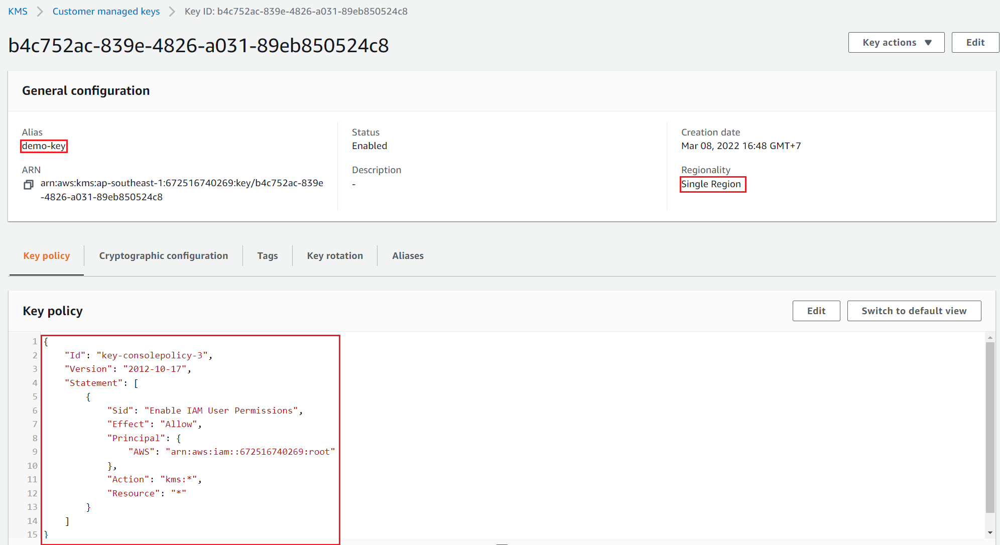 KMS > Customer managed keys > Key ID: b4c752ac-839e-4826-a031-89eb850524c8
b4c752ac-839e-4826-a031-89eb850524c8
Key actions
Edit
General configuration
Alias
demo-key
ARN
arn:aws:kms:ap-southeast-1:672516740269:key/b4c752ac-839e
-4826-a031-89eb850524c8
Status
Enabled
Description
-
Creation date
Mar 08, 2022 16:48 GMT+7
Regionality
Single Region
Key policy
Cryptographic configuration
Tags
Key rotation
Aliases
Key policy
Edit
Switch to default view
1 {
2     "Id": "key-consolepolicy-3",
3     "Version": "2012-10-17",
4     "Statement": [
5         {
6             "Sid": "Enable IAM User Permissions",
7             "Effect": "Allow",
8             "Principal": {
9                 "AWS": "arn:aws:iam::672516740269:root"
10             },
11             "Action": "kms:*",
12             "Resource": "*"
13         }
14     ]
15 }